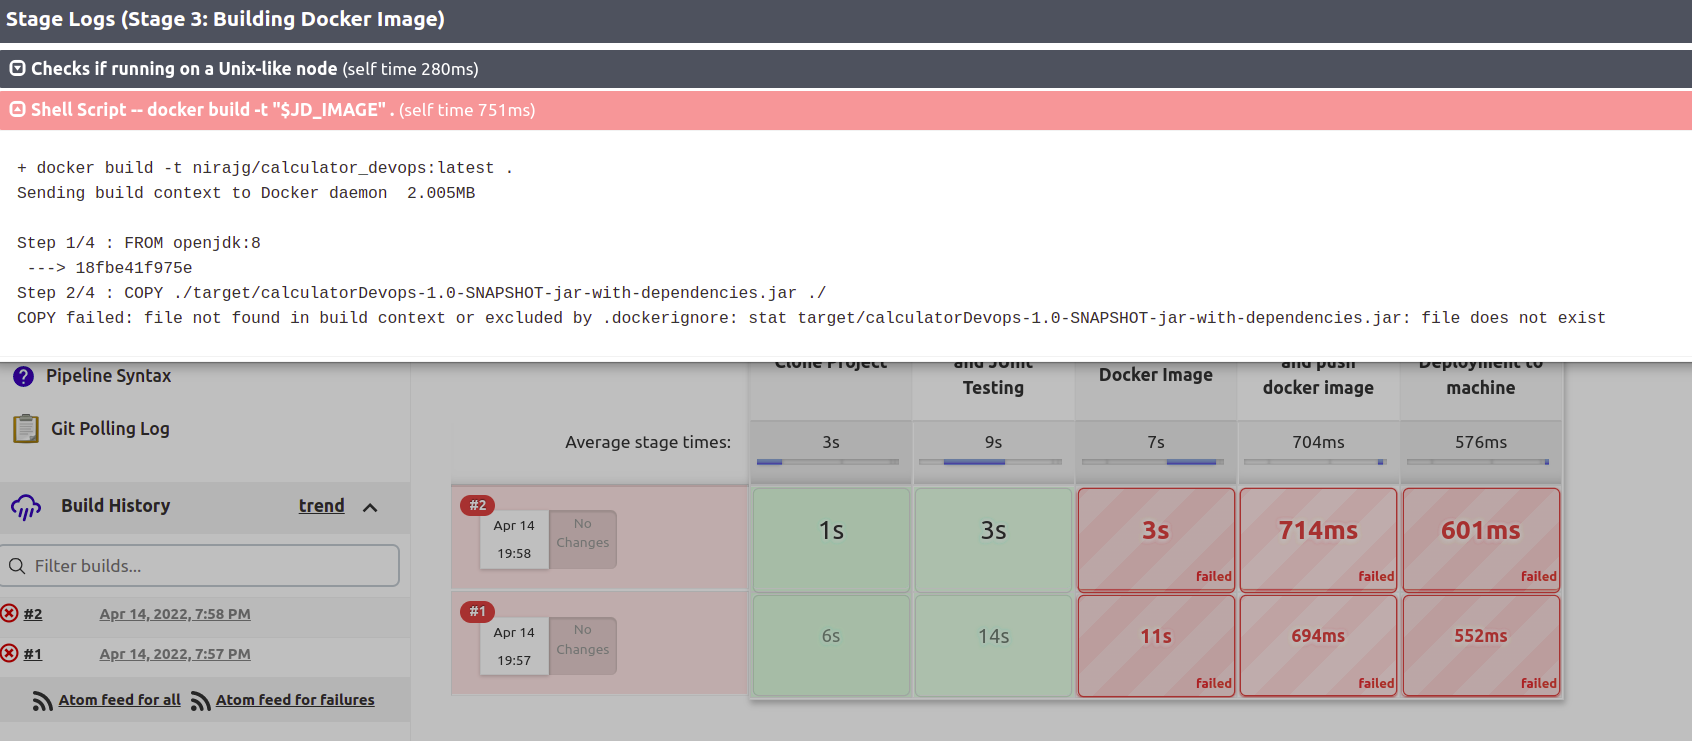 Stage Logs (Stage 3: Building Docker Image)
Checks if running on a Unix-like node (self time 280ms)
Shell Script -- docker build -t "$JD_IMAGE" . (self time 751ms)
+ docker build -t nirajg/calculator_devops:latest .
Sending build context to Docker daemon  2.005MB
Step 1/4 : FROM openjdk:8
---> 18fbe41f975e
Step 2/4 : COPY ./target/calculatorDevops-1.0-SNAPSHOT-jar-with-dependencies.jar ./
COPY failed: file not found in build context or excluded by .dockerignore: stat target/calculatorDevops-1.0-SNAPSHOT-jar-with-dependencies.jar: file does not exist
Pipeline Syntax
Git Polling Log
Build History trend
Filter builds...
#2 Apr 14, 2022, 7:58 PM
#1 Apr 14, 2022, 7:57 PM
Atom feed for all Atom feed for failures
Clone Project
and JUnit
Testing
Docker Image
and push
docker image
Deployment to
machine
Average stage times: 3s 9s 7s 704ms 576ms
#2
Apr 14
19:58
No
Changes
1s
3s
3s
failed
714ms
failed
601ms
failed
#1
Apr 14
19:57
No
Changes
6s
14s
11s
failed
694ms
failed
552ms
failed